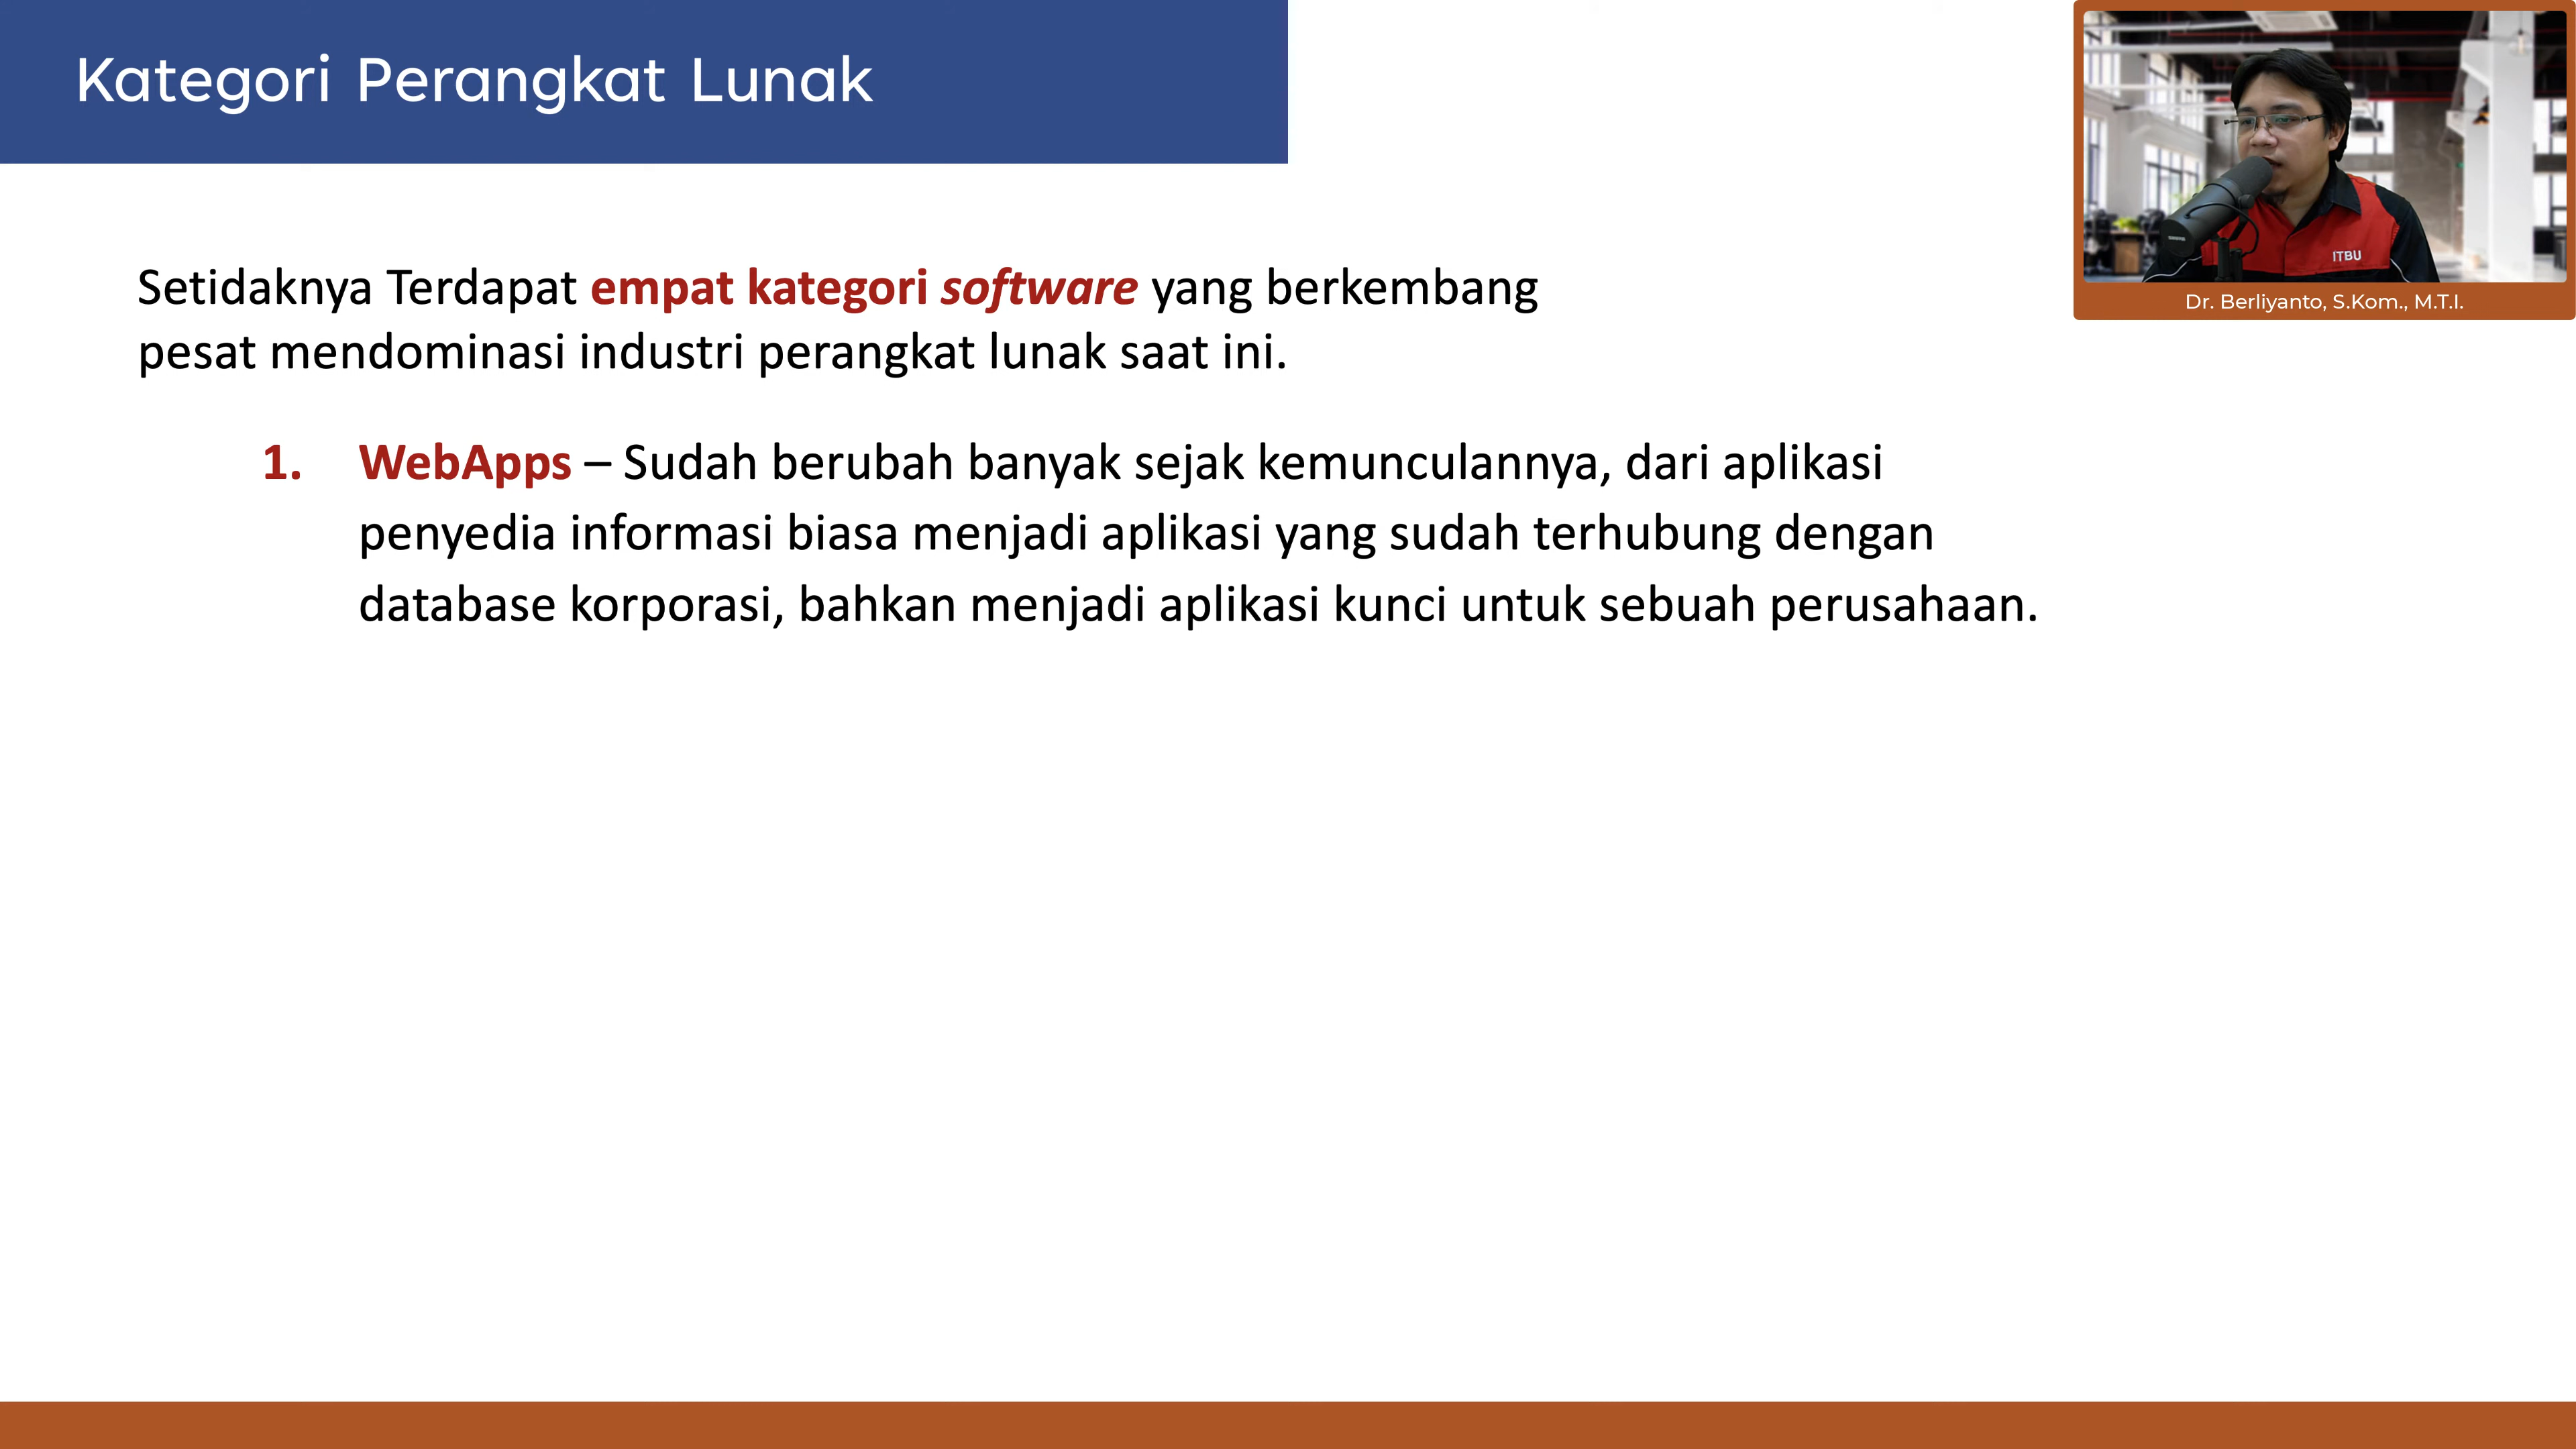 Kategori Perangkat Lunak
Setidaknya Terdapat empat kategori software yang berkembang
pesat mendominasi industri perangkat lunak saat ini.
1. WebApps – Sudah berubah banyak sejak kemunculannya, dari aplikasi
penyedia informasi biasa menjadi aplikasi yang sudah terhubung dengan
database korporasi, bahkan menjadi aplikasi kunci untuk sebuah perusahaan.
ITBU
Dr. Berliyanto, S.Kom., M.T.I.